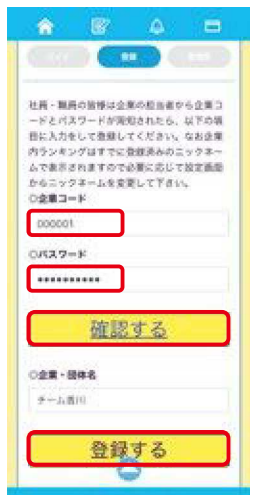 登録
社員・職員の皆様は企業の担当者から企業コ
ードとパスワードが通知されたら、以下の項
目に入力をして登録してください。なお企業
内ランキングはすでに登録済みのニックネー
ムで表示されますので必要に応じて設定画面
からニックネームを変更して下さい。
○企業コード
000001
○パスワード
**********
確認する
○企業・団体名
チーム香川
登録する